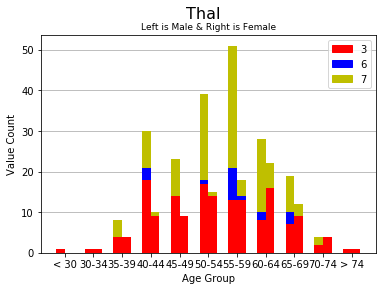 Thal
Left is Male & Right is Female
3
6
7
50
40
30
20
10
0
Value Count
< 30 30-34 35-39 40-44 45-49 50-54 55-59 60-64 65-69 70-74 > 74
Age Group